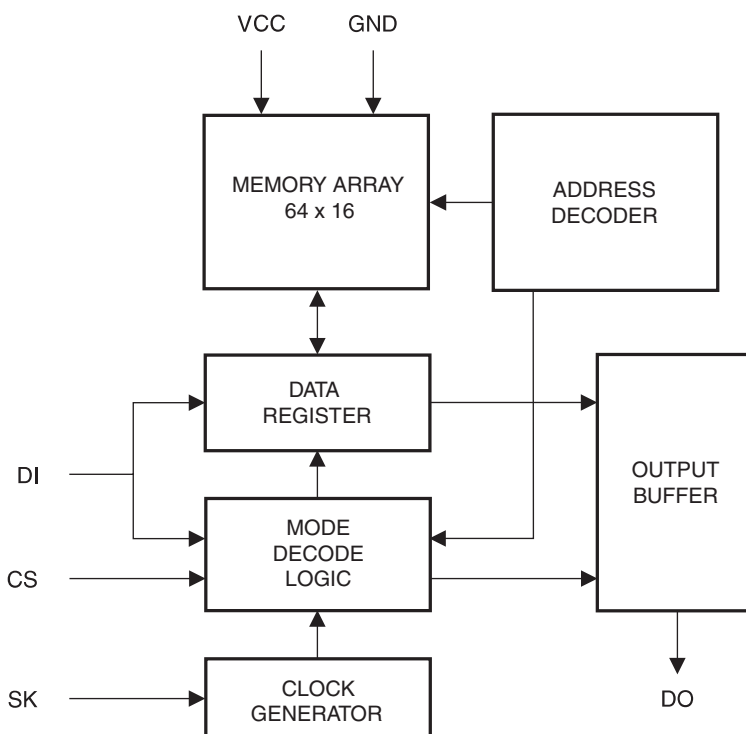 VCC
GND
MEMORY ARRAY
64 x 16
ADDRESS
DECODER
DATA
REGISTER
OUTPUT
BUFFER
DI
MODE
DECODE
LOGIC
CS
SK
CLOCK
GENERATOR
DO